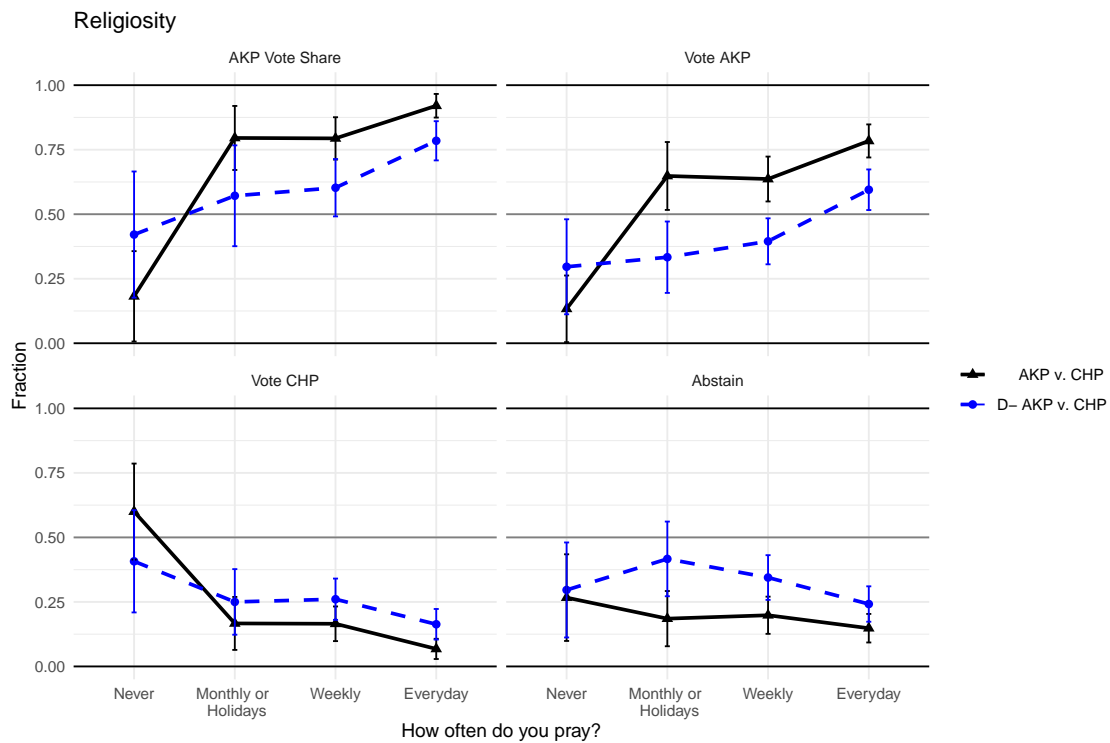 Religiosity
AKP Vote Share
Vote AKP
1.00
0.75
0.50
0.25
0.00
Vote CHP
Abstain
1.00
0.75
0.50
0.25
0.00
Never
Monthly or
Holidays
Weekly
Everyday
Never
Monthly or
Holidays
Weekly
Everyday
How often do you pray?
Fraction
AKP v. CHP
D− AKP v. CHP